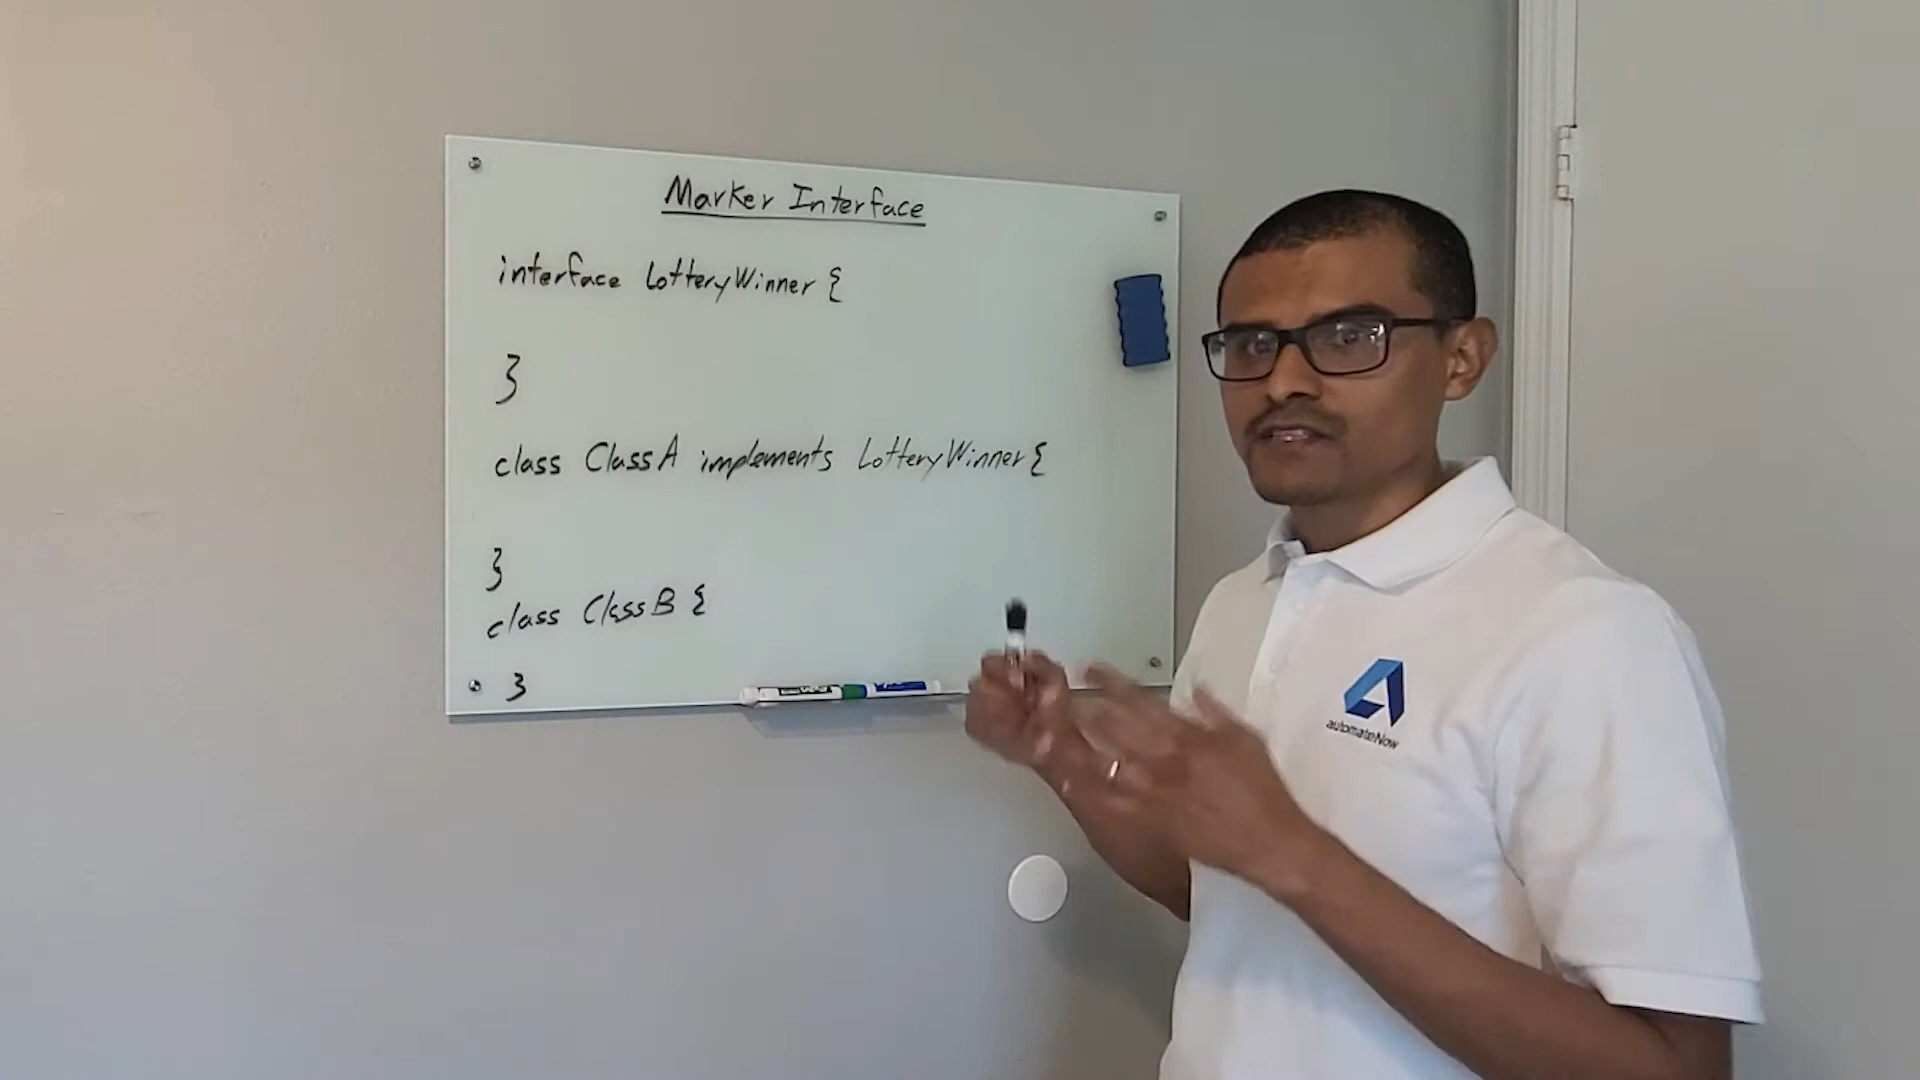 Marker Interface
interface LotteryWinner {
}
class ClassA implements LotteryWinner {
}
class ClassB {
}
automateNow